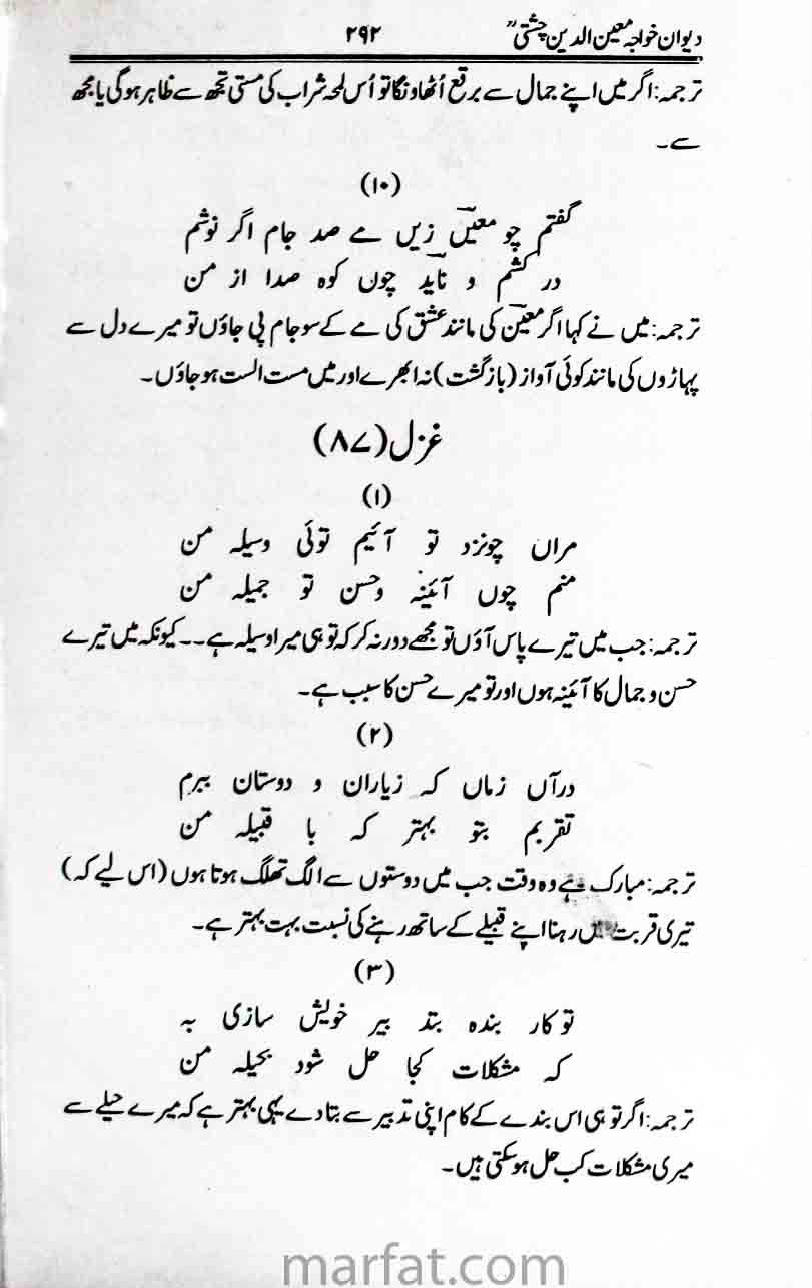 دیوان خواجہ معین الدین چشتیؒ ۲۹۲
ترجمہ: اگر میں اپنے جمال سے برقع اُٹھاونگا تو اُس لمحہ شراب کی مستی تجھ سے ظاہر ہو گی یا مجھ
سے۔
(۱۰)
گفتم چو معینؔ زیں مے صد جام اگر نوشم
در کشم و ناید چوں کوہ صدا از من
ترجمہ: میں نے کہا اگر معینؔ کی مانند عشق کی مے کے سو جام پی جاؤں تو میرے دل سے
پہاڑوں کی مانند کوئی آواز (بازگشت) نہ ابھرے اور میں مست الست ہو جاؤں۔
غزل (۸۷)
(۱)
مراں چونزد تو آئیم توئی وسیلہ من
منم چوں آئینہ وحسن تو جمیلہ من
ترجمہ: جب میں تیرے پاس آؤں تو مجھے دور نہ کر کہ تو ہی میرا وسیلہ ہے۔۔ کیونکہ میں تیرے
حسن و جمال کا آئینہ ہوں اور تو میرے حسن کا سبب ہے۔
(۲)
درآں زماں کہ زیاران و دوستان ببرم
تقربم بتو بہتر کہ با قبیلہ من
ترجمہ: مبارک ہے وہ وقت جب میں دوستوں سے الگ تھلگ ہوتا ہوں (اس لیے کہ)
تیری قربت میں رہنا اپنے قبیلے کے ساتھ رہنے کی نسبت بہت بہتر ہے۔
(۳)
تو کار بندہ بتد بیر خویش سازی بہ
کہ مشکلات کجا حل شود بحیلہ من
ترجمہ: اگر تو ہی اس بندے کے کام اپنی تدبیر سے بنا دے یہی بہتر ہے کہ میرے حیلے سے
میری مشکلات کب حل ہو سکتی ہیں۔
marfat.com